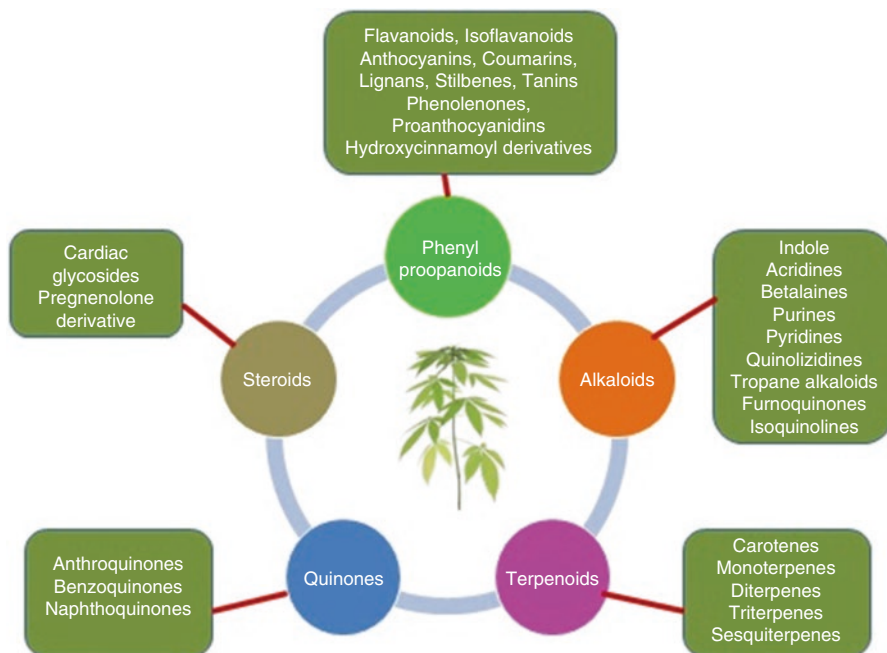 Flavanoids, Isoflavanoids
Anthocyanins, Coumarins,
Lignans, Stilbenes, Tanins
Phenolenones,
Proanthocyanidins
Hydroxycinnamoyl derivatives
Phenyl
proopanoids
Cardiac
glycosides
Pregnenolone
derivative
Steroids
Indole
Acridines
Betalaines
Purines
Pyridines
Quinolizidines
Tropane alkaloids
Furnoquinones
Isoquinolines
Alkaloids
Anthroquinones
Benzoquinones
Naphthoquinones
Quinones
Terpenoids
Carotenes
Monoterpenes
Diterpenes
Triterpenes
Sesquiterpenes